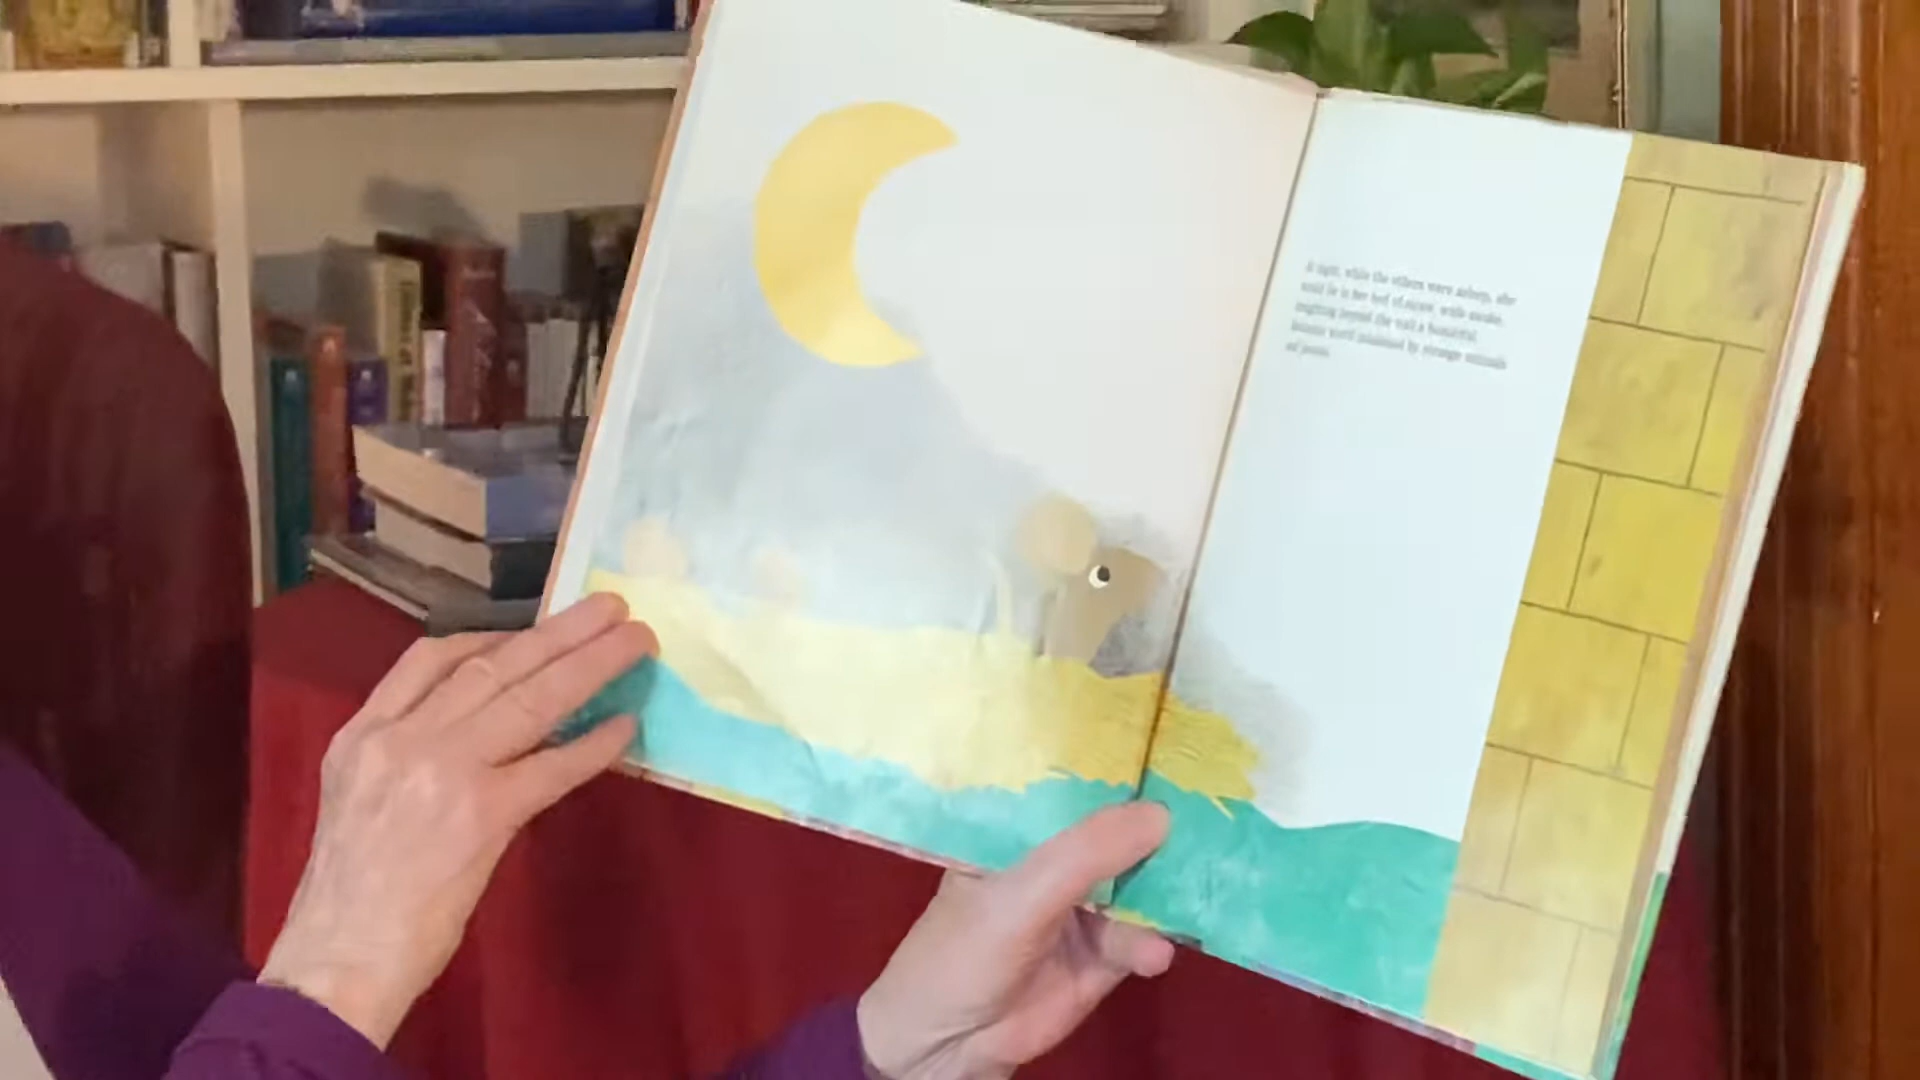 At night, while the others were asleep, she
would lie in her bed of straw, wide awake,
beyond the wall a beautiful,
fantastic world inhabited by strange animals
and plants.